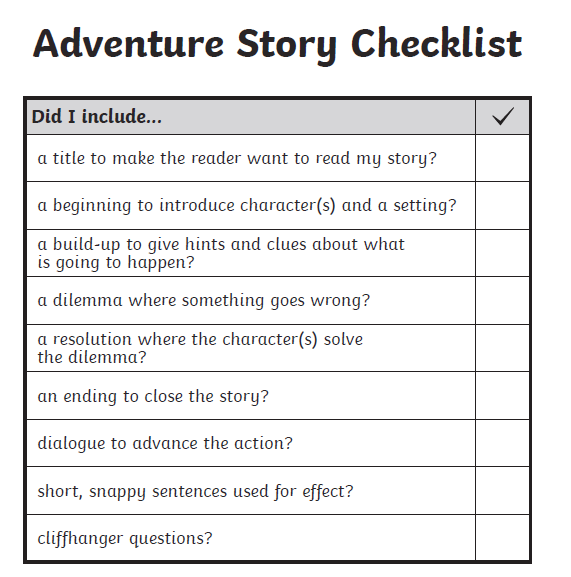 Adventure Story Checklist
Did I include... ✓
a title to make the reader want to read my story?
a beginning to introduce character(s) and a setting?
a build-up to give hints and clues about what
is going to happen?
a dilemma where something goes wrong?
a resolution where the character(s) solve
the dilemma?
an ending to close the story?
dialogue to advance the action?
short, snappy sentences used for effect?
cliffhanger questions?